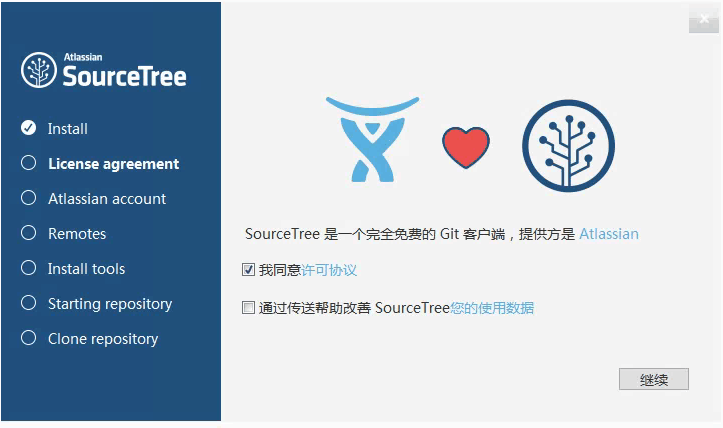 Atlassian
SourceTree
Install
License agreement
Atlassian account
Remotes
Install tools
Starting repository
Clone repository
SourceTree 是一个完全免费的 Git 客户端，提供方是 Atlassian
我同意许可协议
通过传送帮助改善 SourceTree您的使用数据
继续